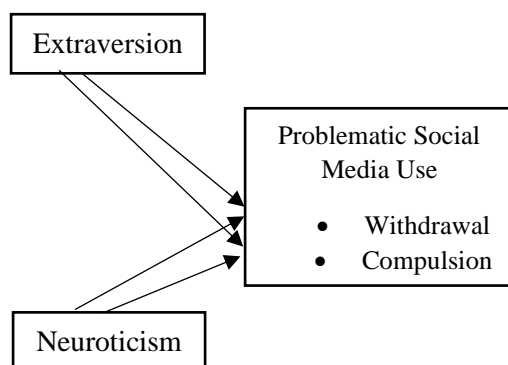 Extraversion
Problematic Social
Media Use
• Withdrawal
• Compulsion
Neuroticism